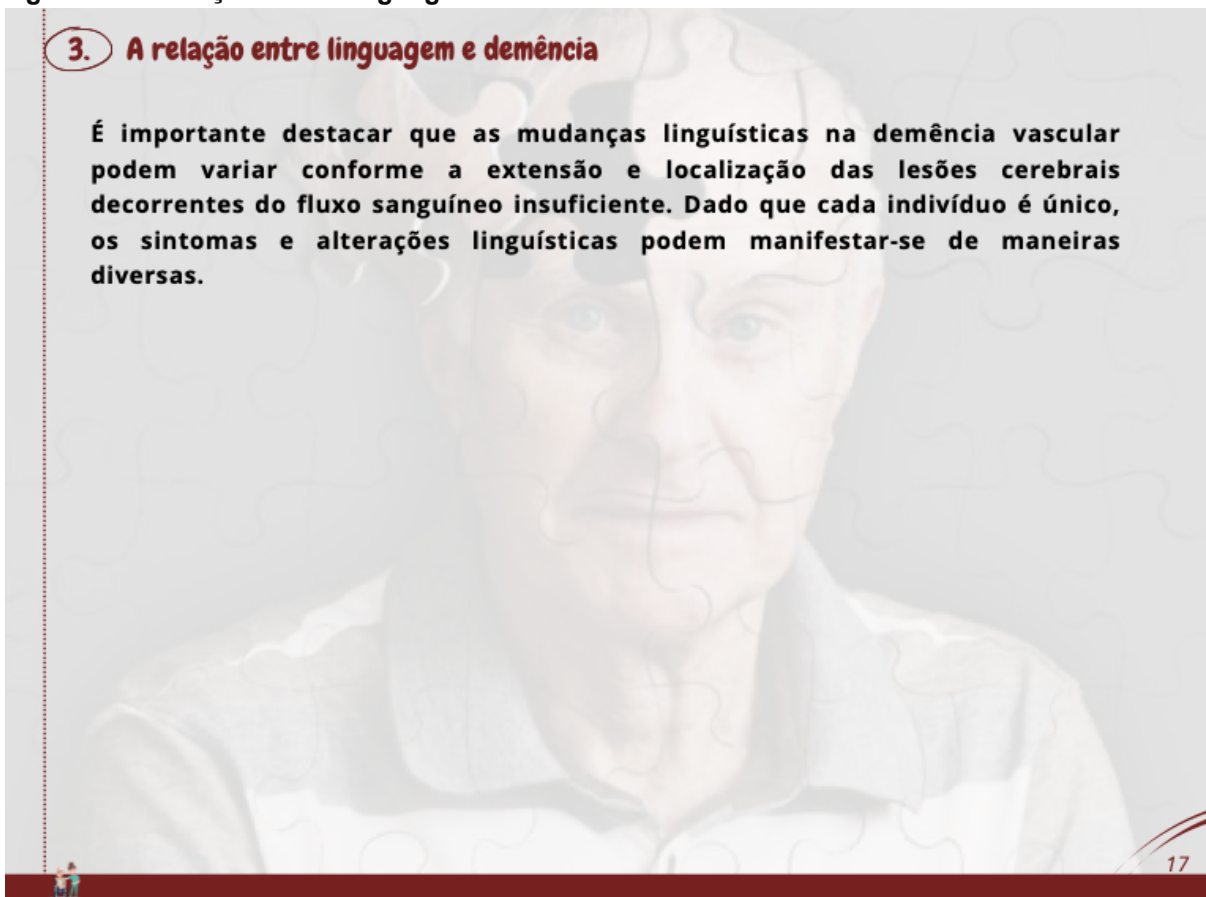 3. A relação entre linguagem e demência
É importante destacar que as mudanças linguísticas na demência vascular
podem variar conforme a extensão e localização das lesões cerebrais
decorrentes do fluxo sanguíneo insuficiente. Dado que cada indivíduo é único,
os sintomas e alterações linguísticas podem manifestar-se de maneiras
diversas.
17